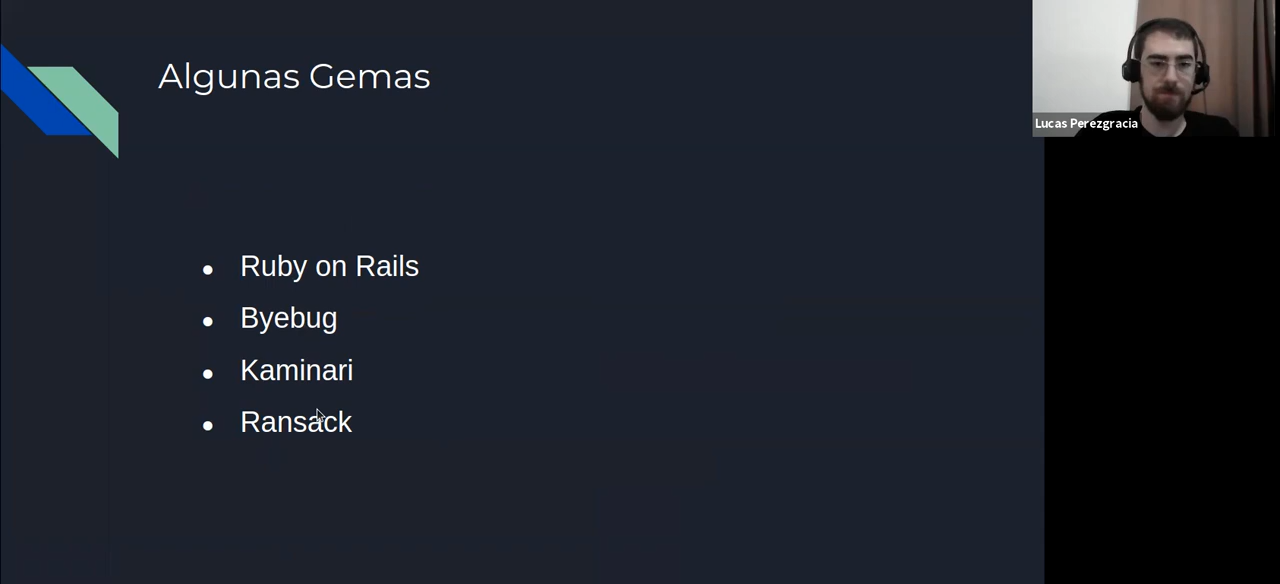 Algunas Gemas
Lucas Perezgracia
Ruby on Rails
Byebug
Kaminari
Ransack